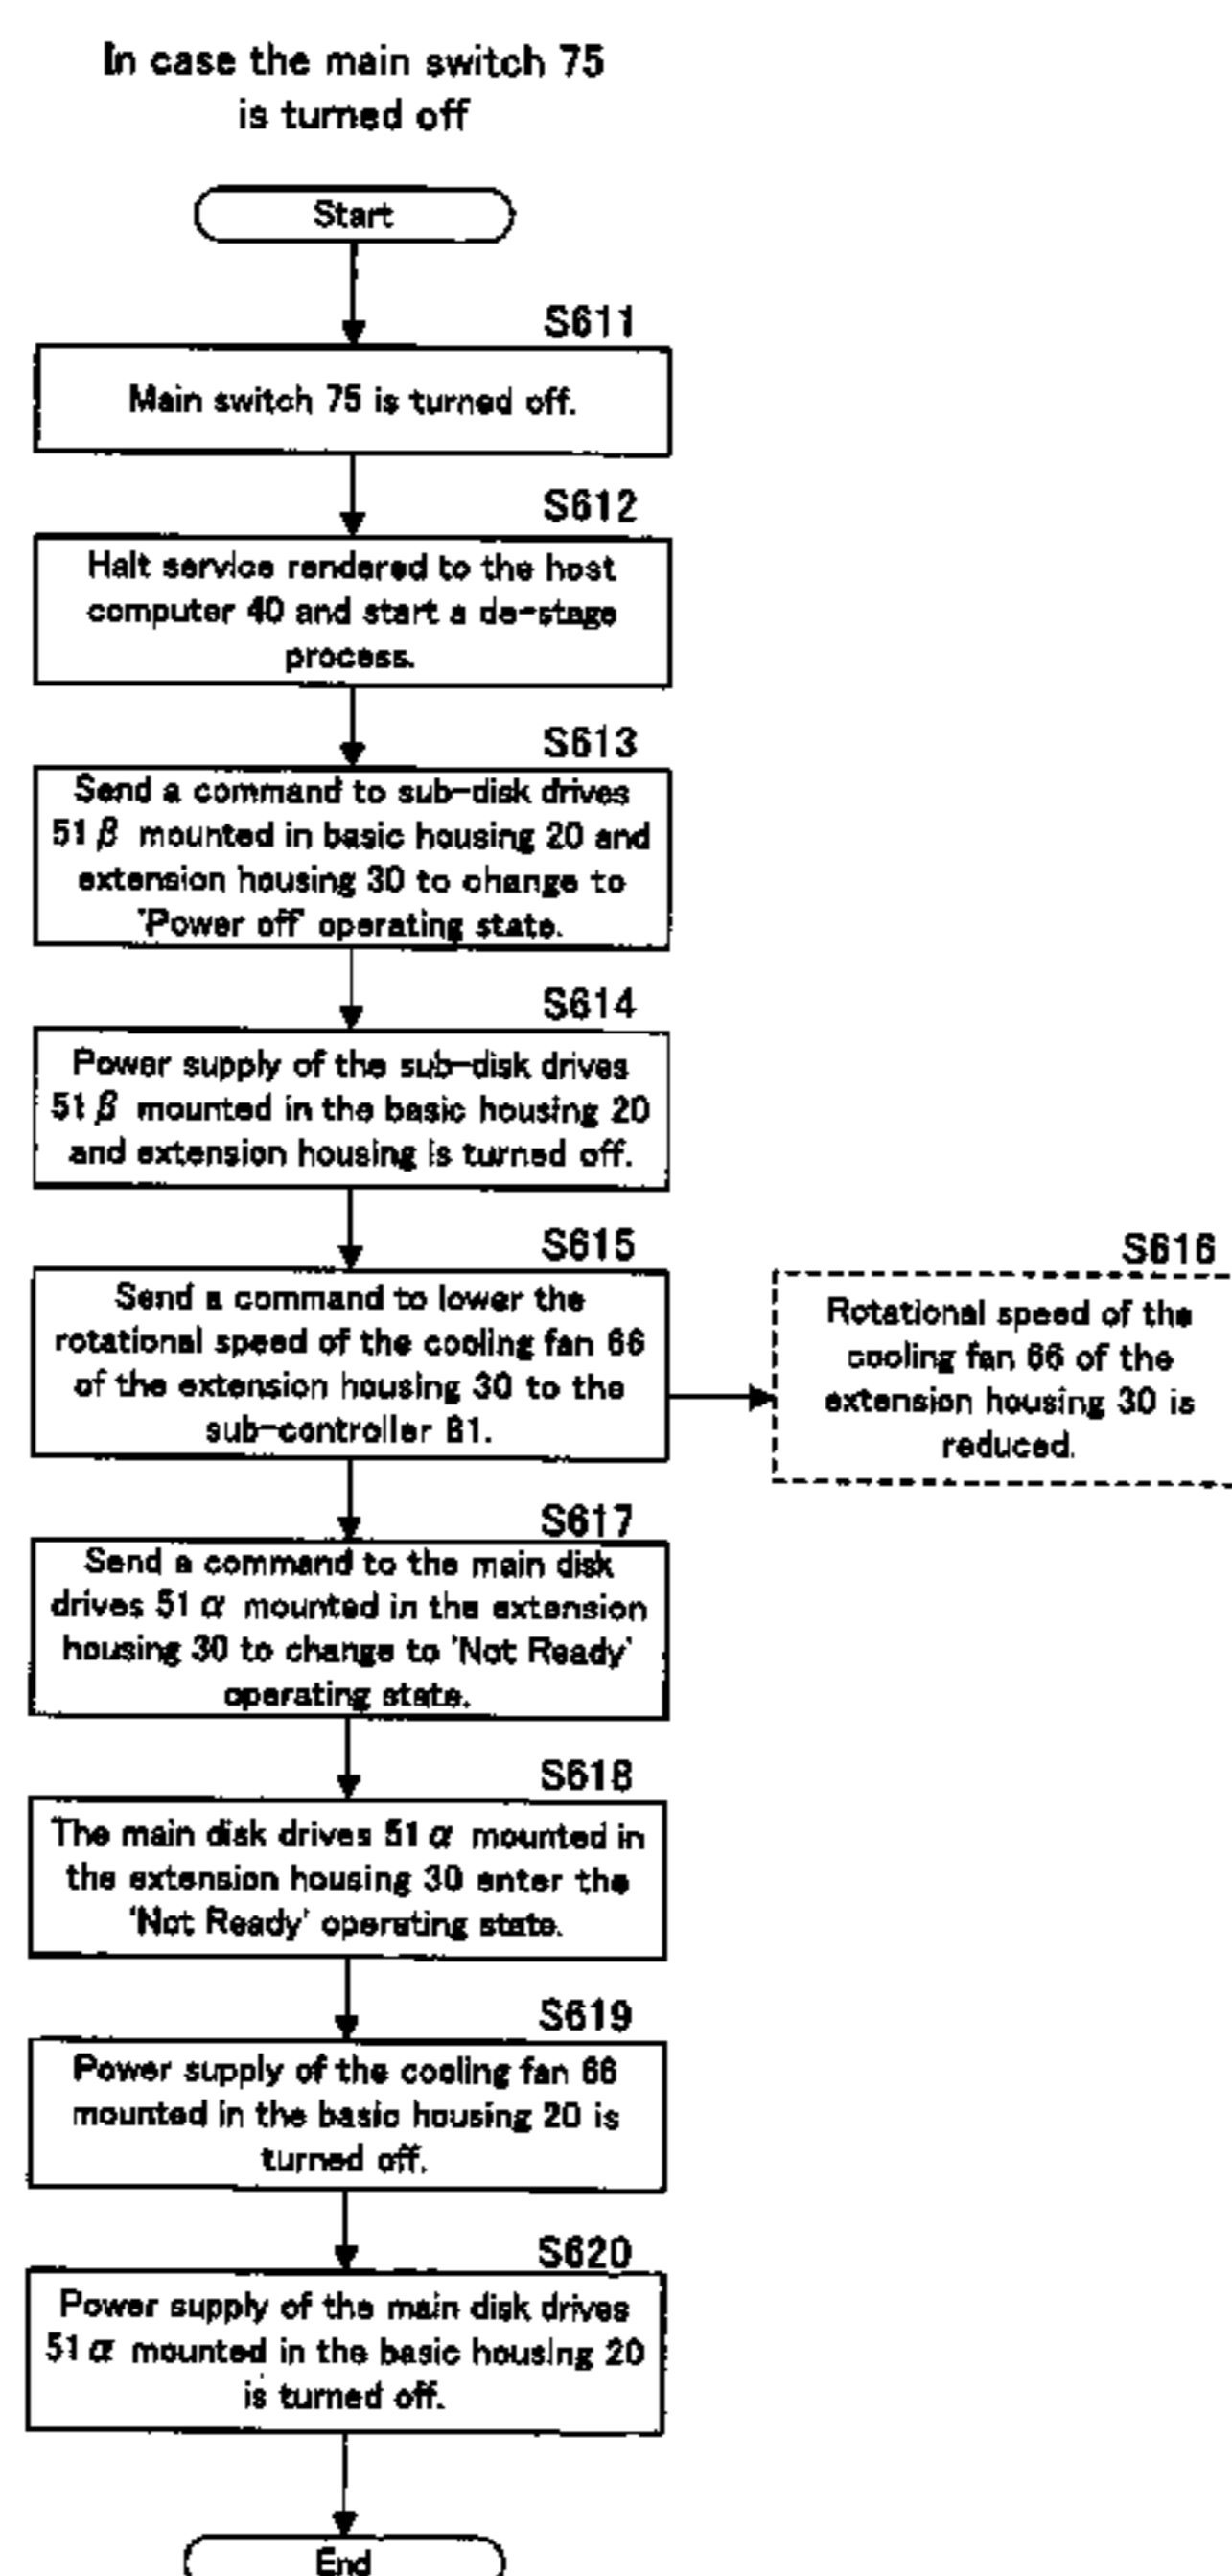 In case the main switch 75
is turned off
Start
S611
Main switch 75 is turned off.
S612
Halt service rendered to the host
computer 40 and start a de-stage
process.
S613
Send a command to sub-disk drives
51β mounted in basic housing 20 and
extension housing 30 to change to
'Power off' operating state.
S614
Power supply of the sub-disk drives
51β mounted in the basic housing 20
and extension housing is turned off.
S615
Send a command to lower the
rotational speed of the cooling fan 66
of the extension housing 30 to the
sub-controller 81.
S616
Rotational speed of the
cooling fan 66 of the
extension housing 30 is
reduced.
S617
Send a command to the main disk
drives 51α mounted in the extension
housing 30 to change to 'Not Ready'
operating state.
S618
The main disk drives 51α mounted in
the extension housing 30 enter the
'Not Ready' operating state.
S619
Power supply of the cooling fan 66
mounted in the basic housing 20 is
turned off.
S620
Power supply of the main disk drives
51α mounted in the basic housing 20
is turned off.
End